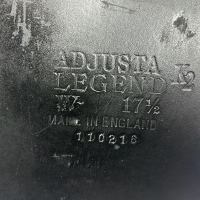 ADJUSTA
LEGEND K2
W 17½
MADE IN ENGLAND
110218